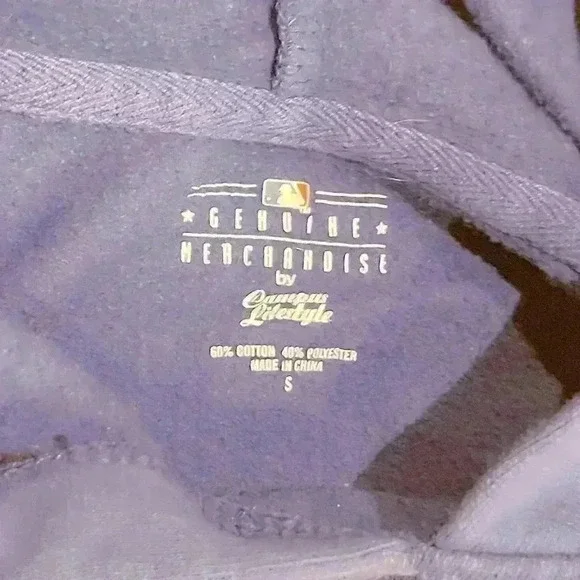 GENUINE
MERCHANDISE
by
Campus
Lifestyle
60% COTTON 40% POLYESTER
MADE IN CHINA
S